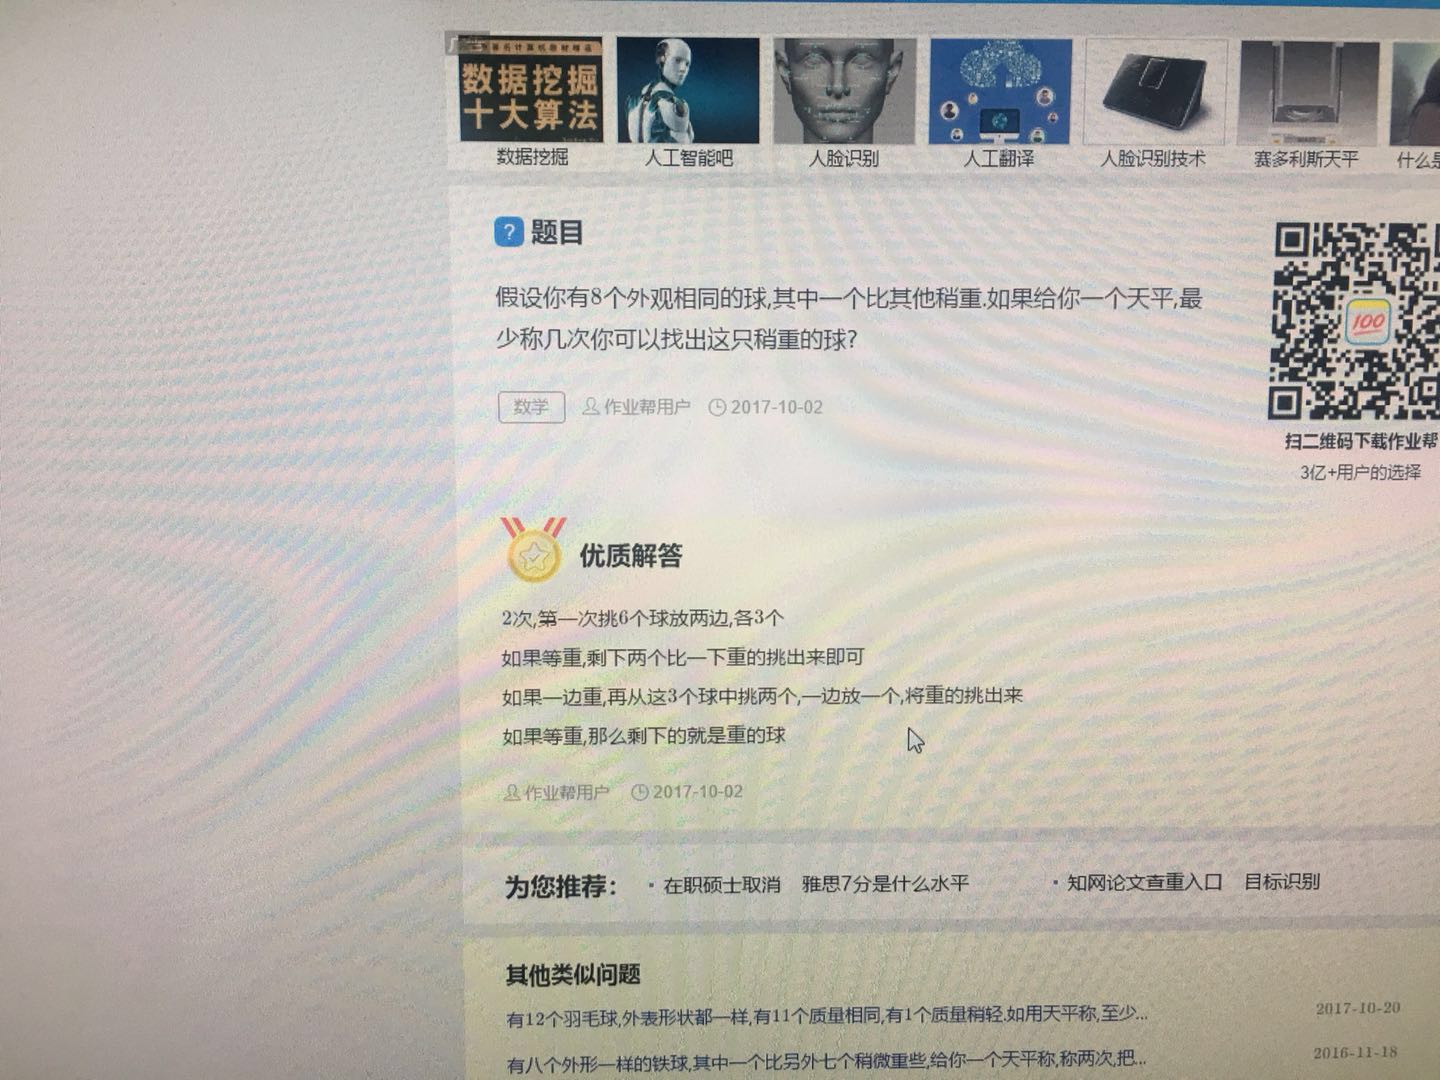 数据挖掘
十大算法
数据挖掘
人工智能吧
人脸识别
人工翻译
人脸识别技术
赛多利斯天平
什么是
? 题目
假设你有8个外观相同的球,其中一个比其他稍重.如果给你一个天平,最
少称几次你可以找出这只稍重的球?
数学 作业帮用户 2017-10-02
100
扫二维码下载作业帮
3亿+用户的选择
优质解答
2次,第一次挑6个球放两边,各3个
如果等重,剩下两个比一下重的挑出来即可
如果一边重,再从这3个球中挑两个,一边放一个,将重的挑出来
如果等重,那么剩下的就是重的球
作业帮用户 2017-10-02
为您推荐: · 在职硕士取消 雅思7分是什么水平 · 知网论文查重入口 目标识别
其他类似问题
有12个羽毛球,外表形状都一样,有11个质量相同,有1个质量稍轻.如用天平称,至少... 2017-10-20
有八个外形一样的铁球,其中一个比另外七个稍微重些,给你一个天平称,称两次,把... 2016-11-18